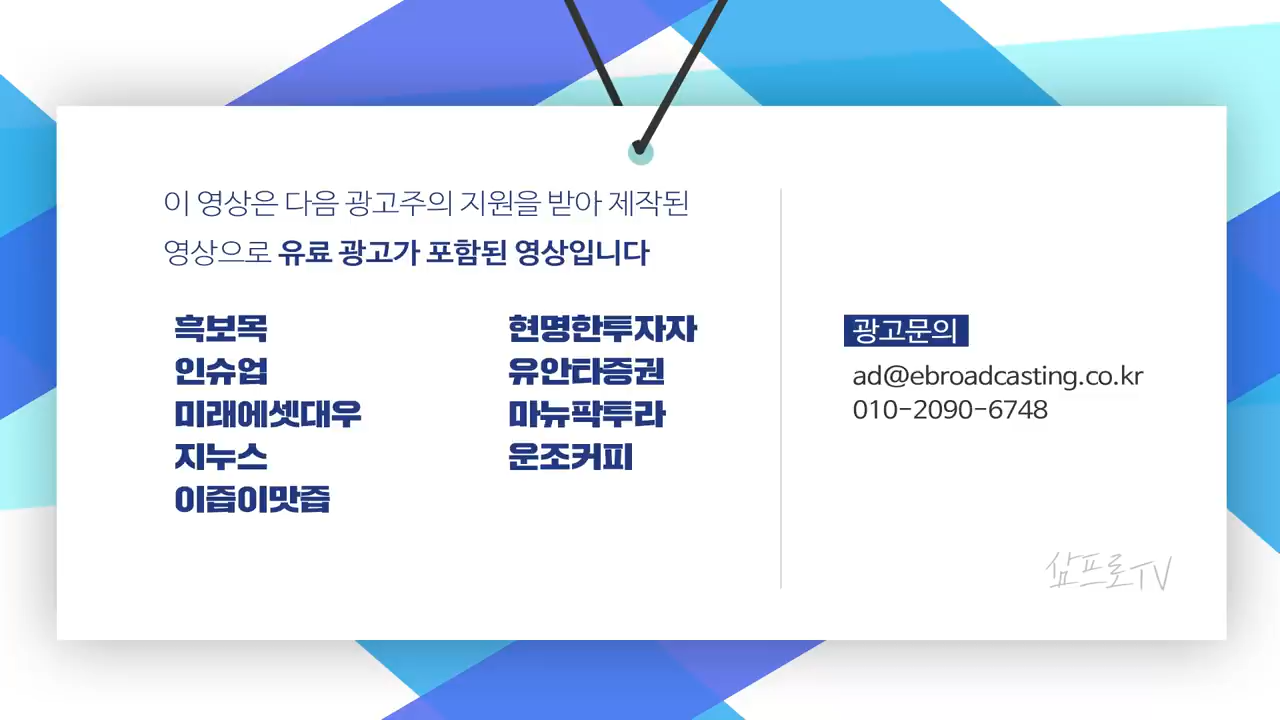 이 영상은 다음 광고주의 지원을 받아 제작된
영상으로 유료 광고가 포함된 영상입니다
흑보목
인슈업
미래에셋대우
지누스
이즙이맛즙
현명한투자자
유안타증권
마뉴팍투라
운조커피
광고문의
ad@ebroadcasting.co.kr
010-2090-6748
삼프로TV